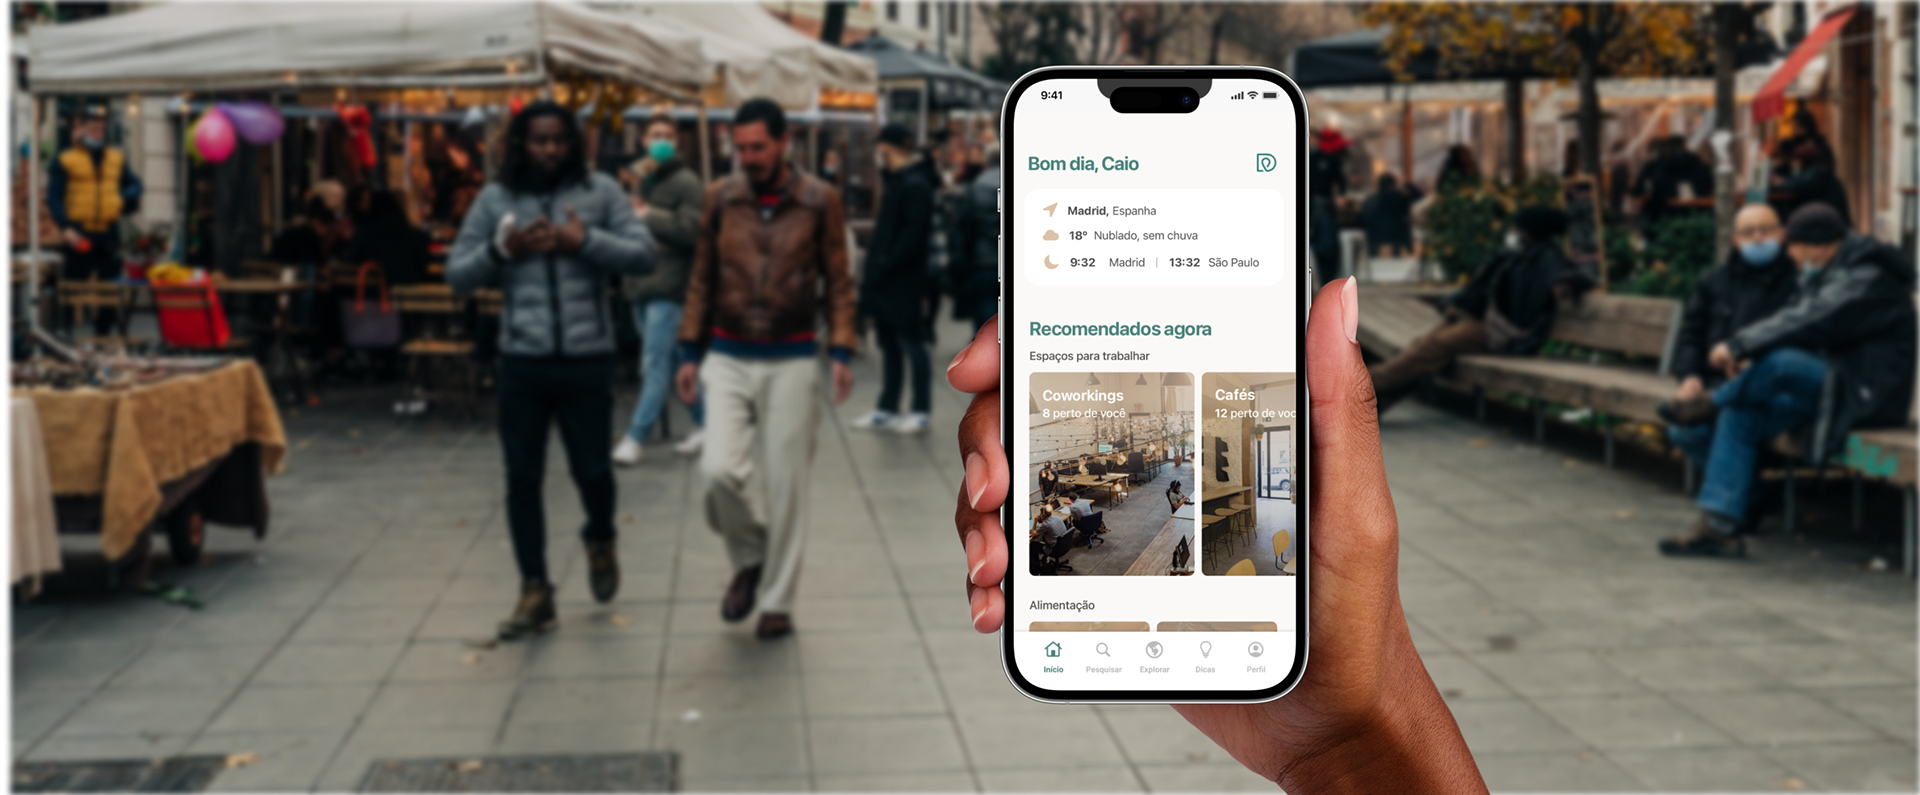 9:41
Bom dia, Caio
Madrid, Espanha
18° Nublado, sem chuva
9:32 Madrid | 13:32 São Paulo
Recomendados agora
Espaços para trabalhar
Coworkings
8 perto de você
Cafés
12 perto de voc
Alimentação
Início Pesquisar Explorar Dicas Perfil